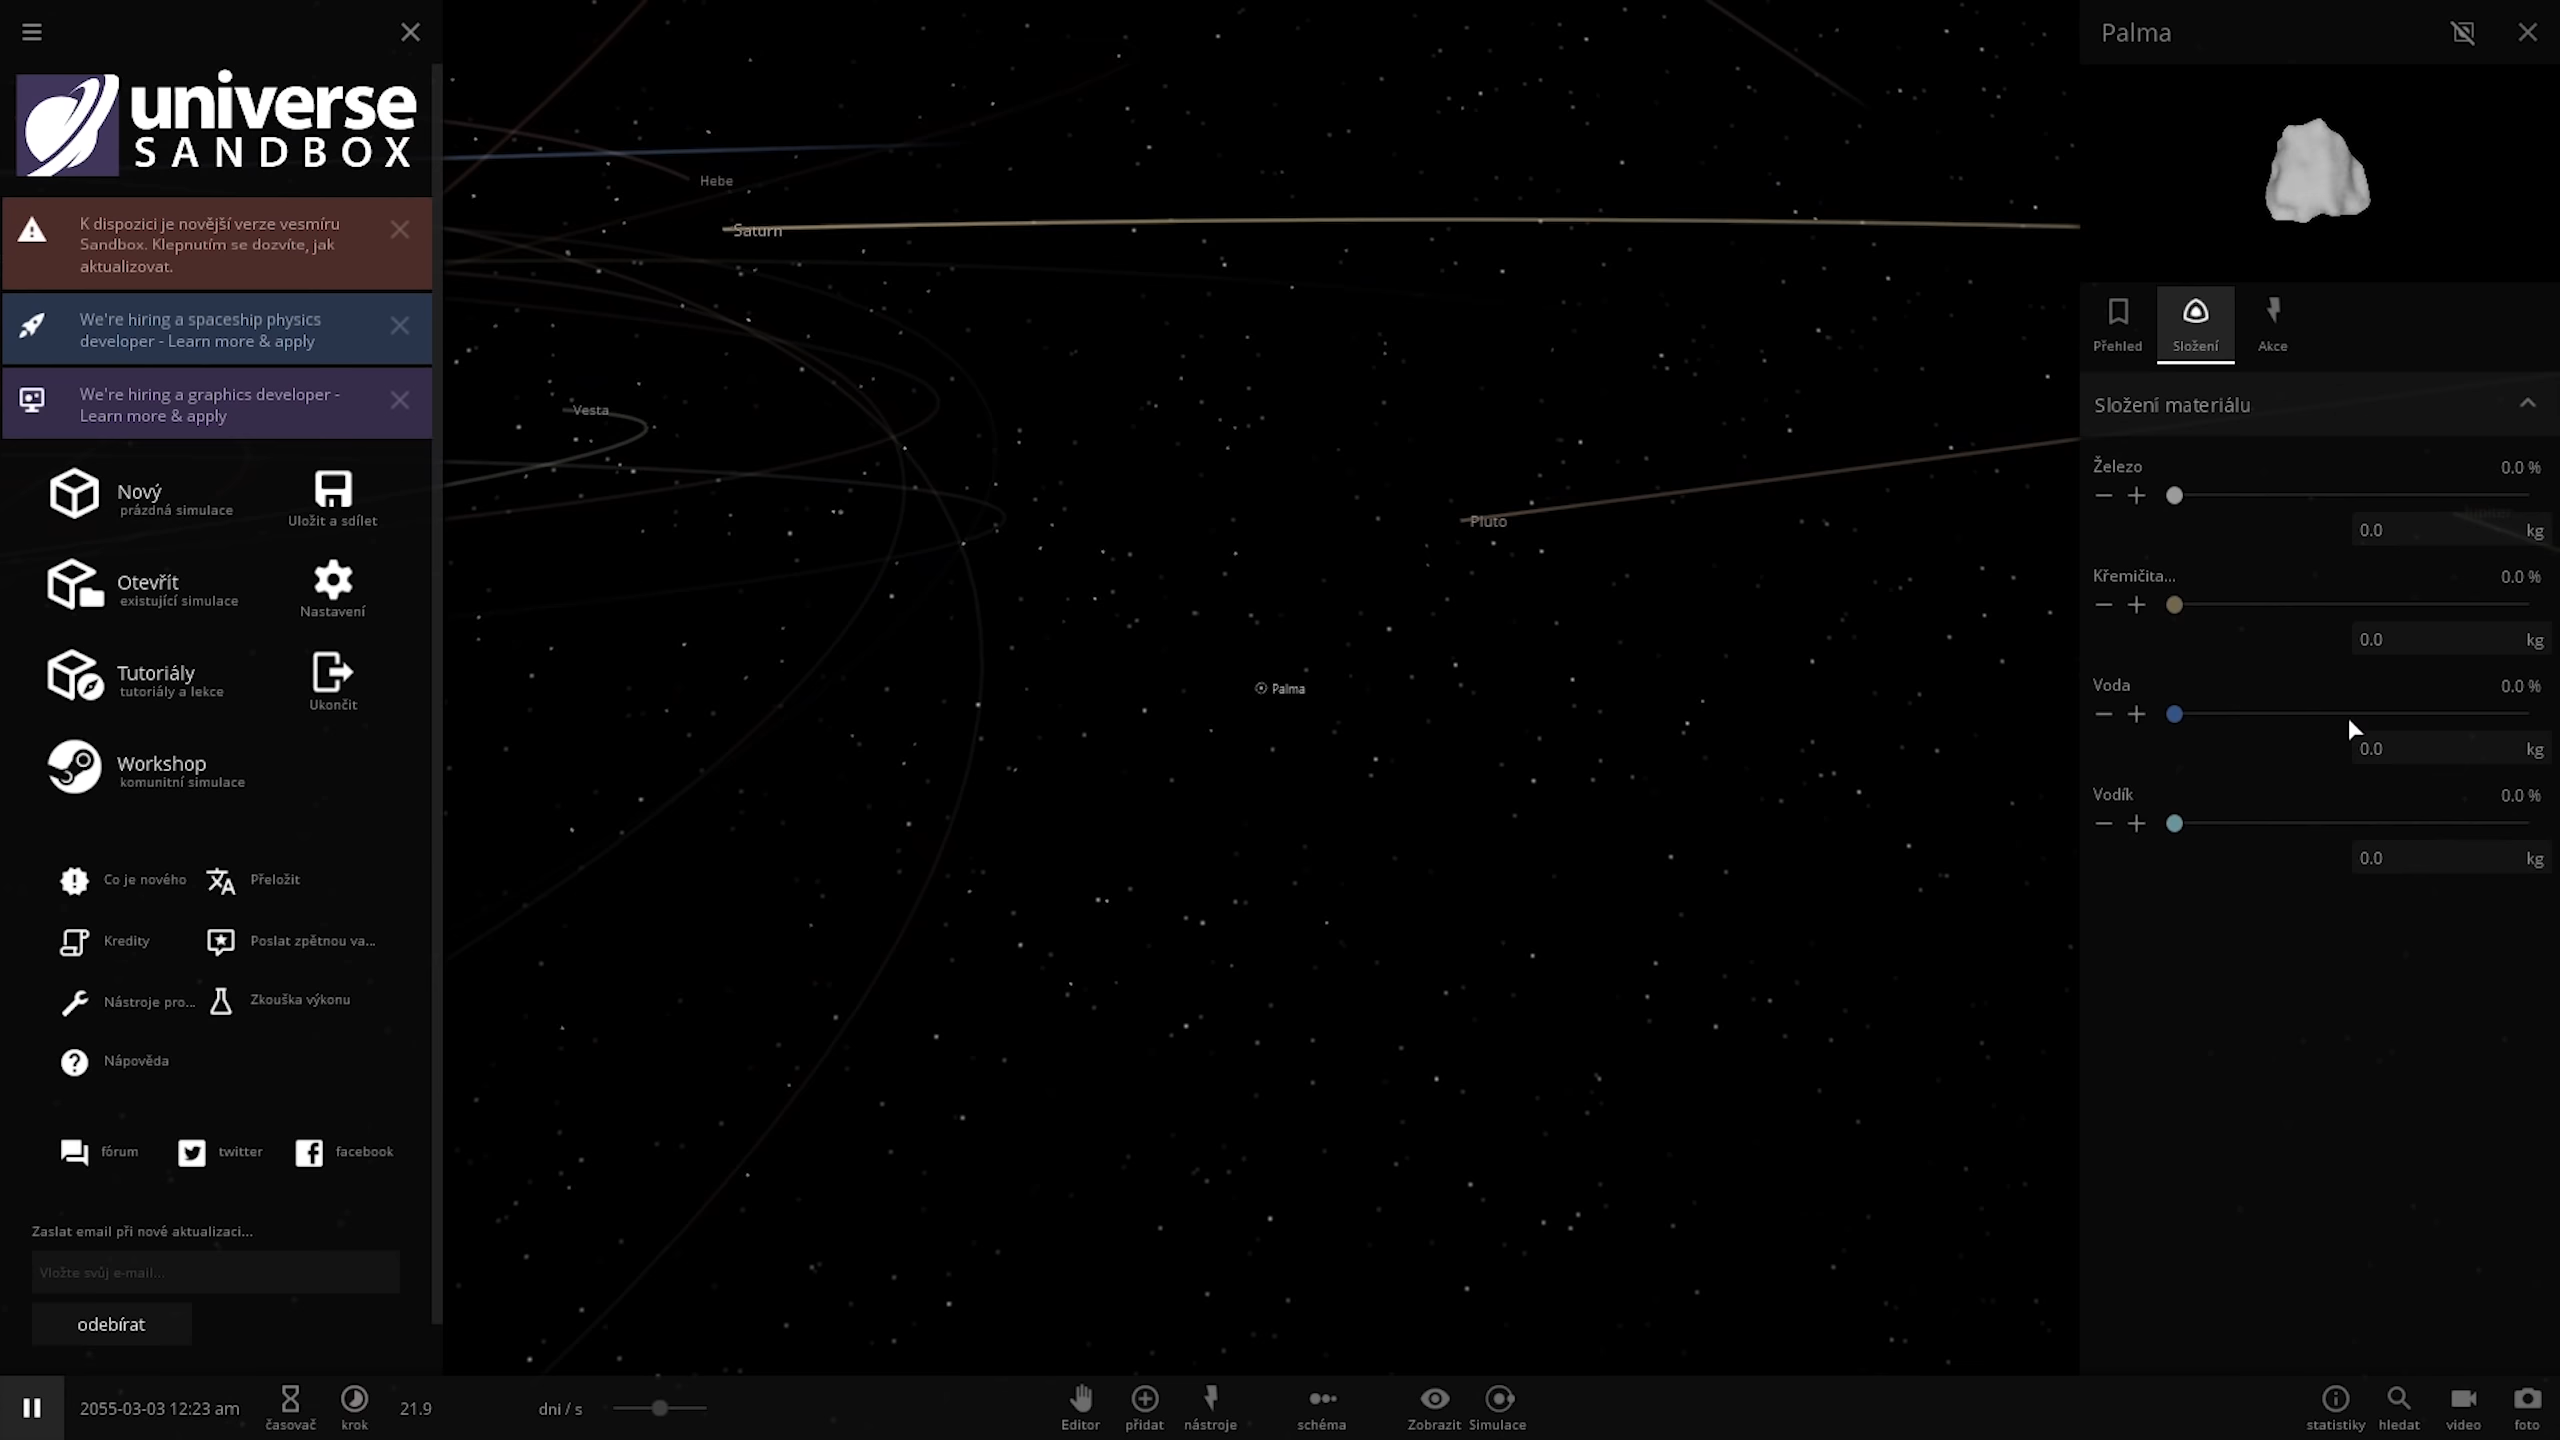 universe
SANDBOX
K dispozici je novější verze vesmíru
Sandbox. Klepnutím se dozvíte, jak
aktualizovat.
We're hiring a spaceship physics
developer - Learn more & apply
We're hiring a graphics developer -
Learn more & apply
Nový
prázdná simulace
Uložit a sdílet
Otevřít
existující simulace
Nastavení
Tutoriály
tutoriály a lekce
Ukončit
Workshop
komunitní simulace
Co je nového
Přeložit
Kredity
Poslat zpětnou va...
Nástroje pro...
Zkouška výkonu
Nápověda
fórum
twitter
facebook
Zaslat email při nové aktualizaci...
Vložte svůj e-mail...
odebírat
Hebe
Saturn
Vesta
Pluto
Palma
Palma
Přehled
Složení
Akce
Složení materiálu
Železo
0.0 %
0.0 kg
Křemičita...
0.0 %
0.0 kg
Voda
0.0 %
0.0 kg
Vodík
0.0 %
0.0 kg
2055-03-03 12:23 am
časovač
krok
21.9
dni / s
Editor
přidat
nástroje
schéma
Zobrazit
Simulace
statistiky
hledat
video
foto